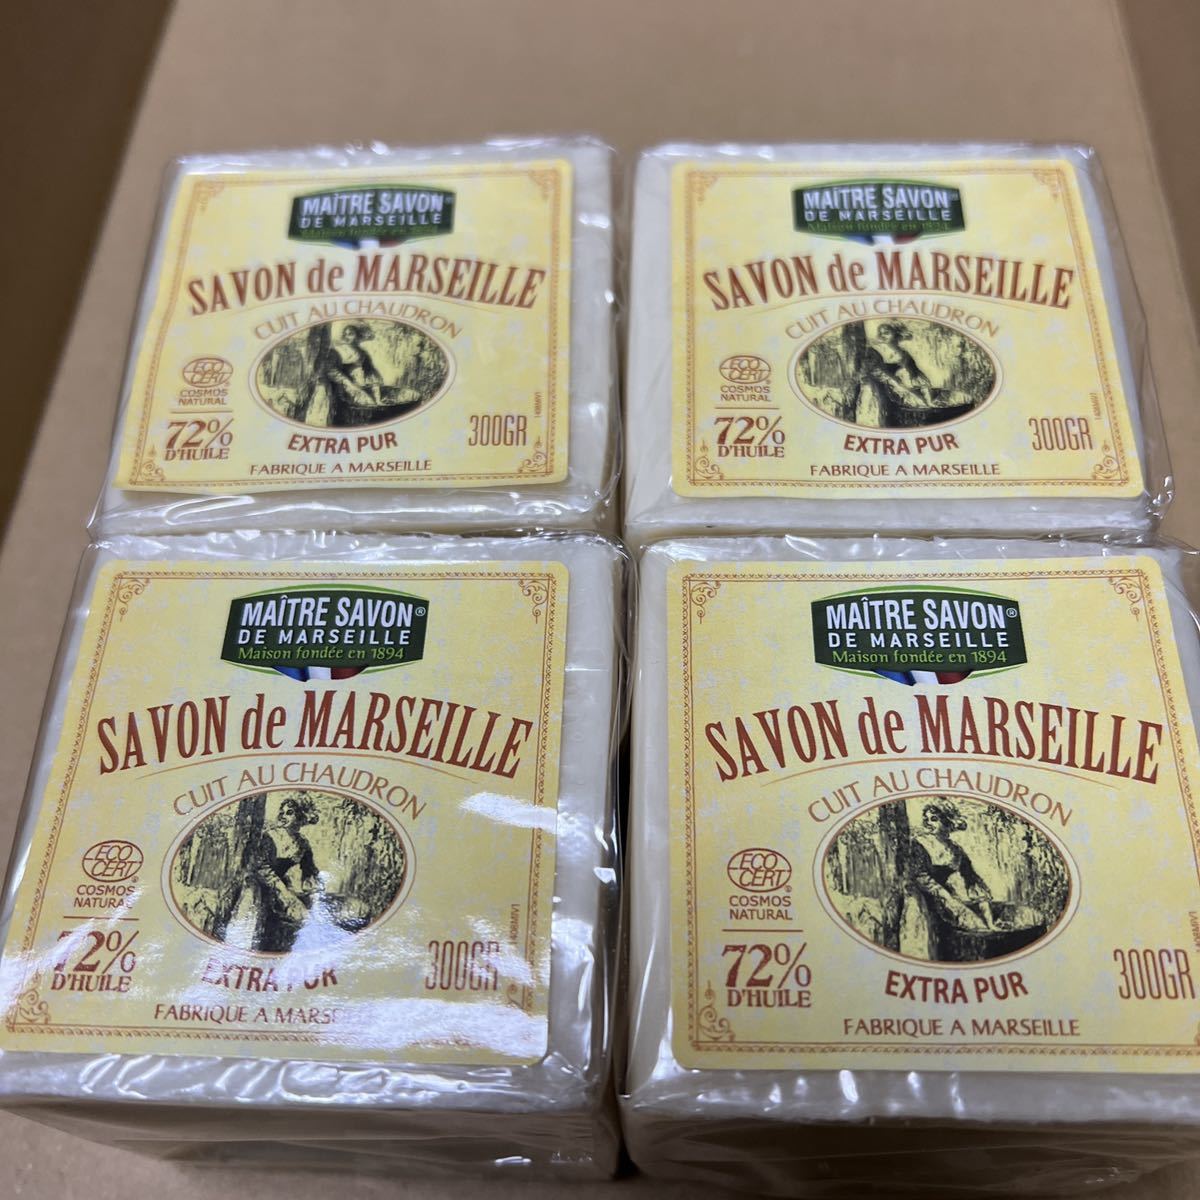 MAÎTRE SAVON®
DE MARSEILLE
Maison fondée en 1894
SAVON de MARSEILLE
CUIT AU CHAUDRON
ECO
CERT®
COSMOS
NATURAL
72%
D'HUILE
EXTRA PUR
300GR
FABRIQUE A MARSEILLE
MAÎTRE SAVON®
DE MARSEILLE
Maison fondée en 1894
SAVON de MARSEILLE
CUIT AU CHAUDRON
ECO
CERT®
COSMOS
NATURAL
72%
D'HUILE
EXTRA PUR
300GR
FABRIQUE A MARSEILLE
MAÎTRE SAVON®
DE MARSEILLE
Maison fondée en 1894
SAVON de MARSEILLE
CUIT AU CHAUDRON
ECO
CERT®
COSMOS
NATURAL
72%
D'HUILE
EXTRA PUR
300GR
FABRIQUE A MARSE
MAÎTRE SAVON®
DE MARSEILLE
Maison fondée en 1894
SAVON de MARSEILLE
CUIT AU CHAUDRON
ECO
CERT®
COSMOS
NATURAL
72%
D'HUILE
EXTRA PUR
300GR
FABRIQUE A MARSEILLE